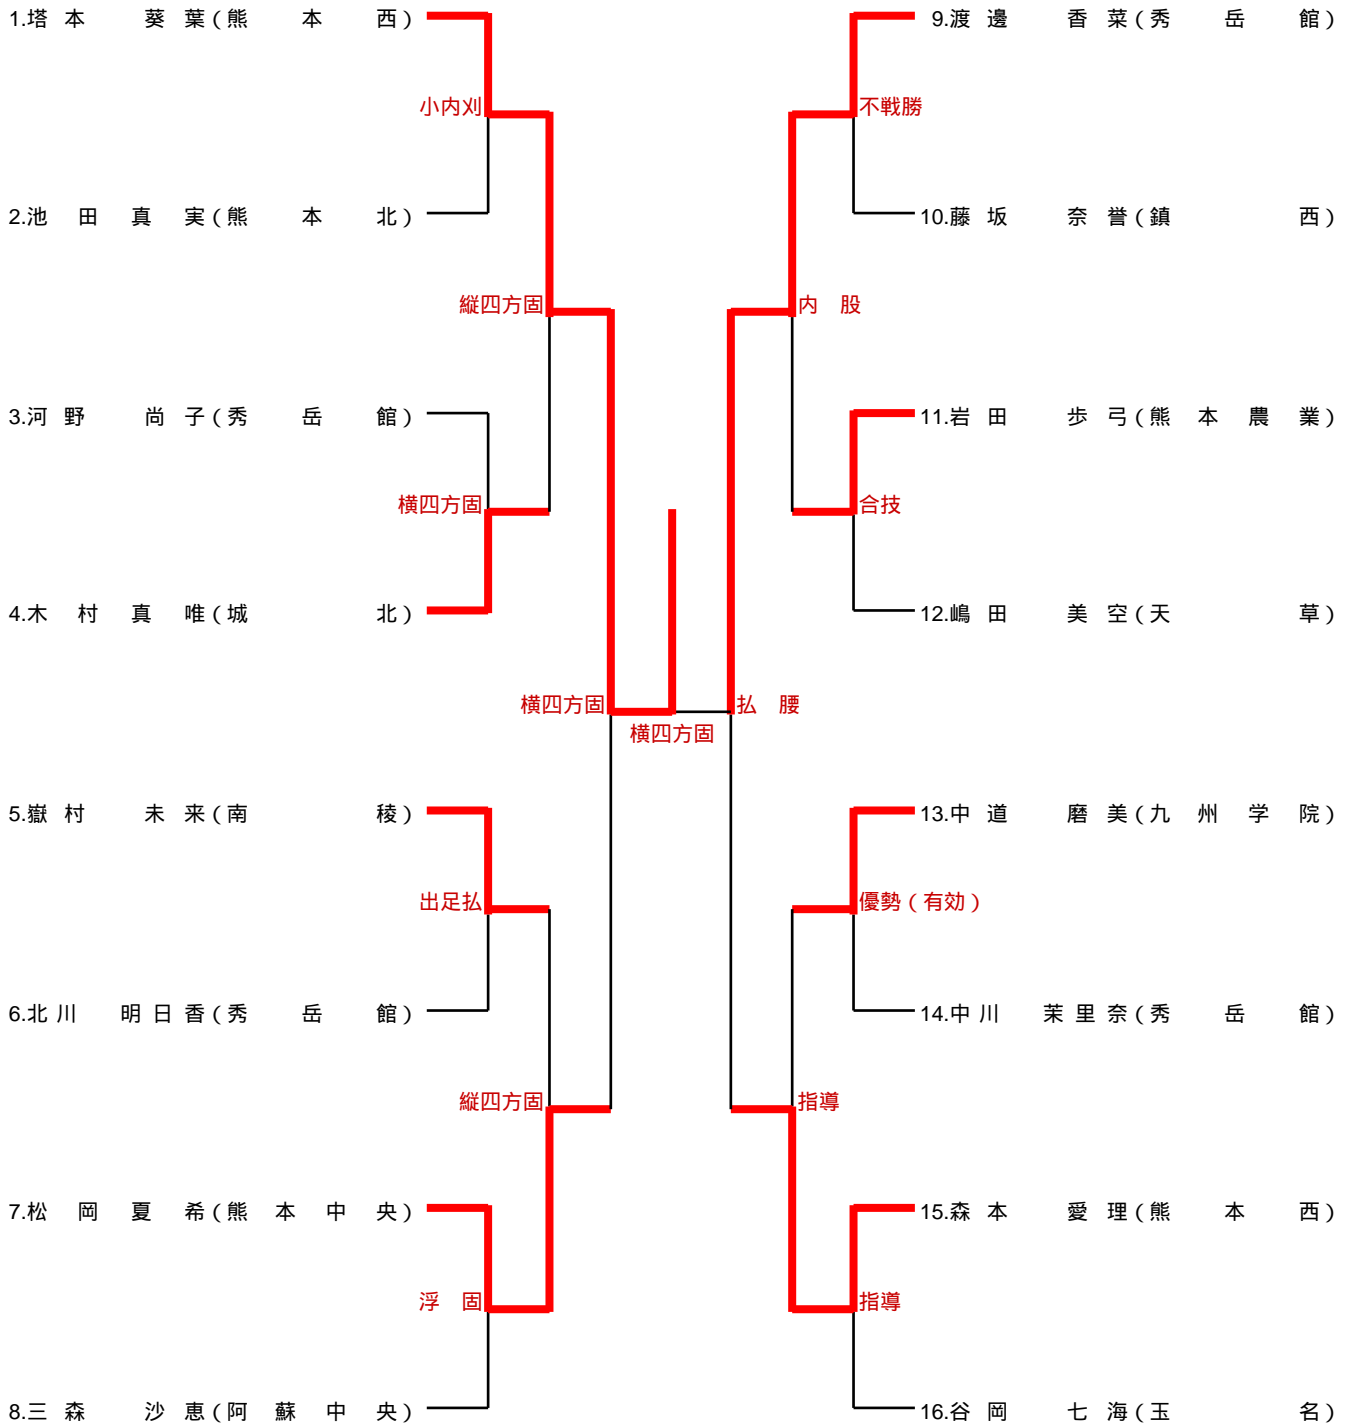 1.塔本 葵葉(熊本西)
9.渡邊 香菜(秀岳館)
小内刈
不戦勝
2.池田真実(熊本北)
10.藤坂 奈誉(鎮西)
縦四方固
内 股
3.河野 尚子(秀岳館)
11.岩田 歩弓(熊本農業)
横四方固
合技
4.木村真唯(城北)
12.嶋田 美空(天草)
横四方固
払 腰
横四方固
5.嶽村 未来(南稜)
13.中道 磨美(九州学院)
出足払
優勢(有効)
6.北川 明日香(秀岳館)
14.中川 茉里奈(秀岳館)
縦四方固
指導
7.松岡夏希(熊本中央)
15.森本 愛理(熊本西)
浮 固
指導
8.三森 沙恵(阿蘇中央)
16.谷岡 七海(玉名)